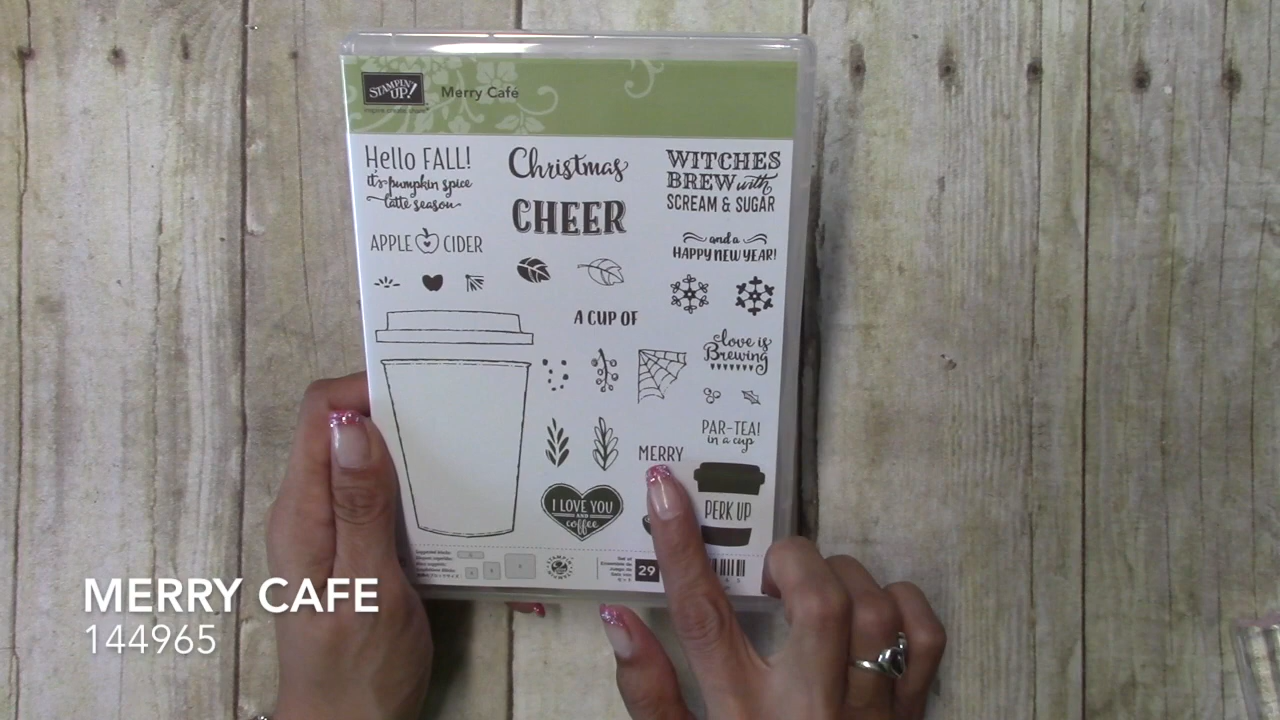 STAMPIN' UP!
Merry Café
Hello FALL!
it's pumpkin spice
latte season
Christmas
CHEER
WITCHES
BREW with
SCREAM & SUGAR
APPLE CIDER
and a
HAPPY NEW YEAR!
A CUP OF
love is
Brewing
PAR-TEA!
in a cup
MERRY
I LOVE YOU
AND
coffee
PERK UP
Set of
29
MERRY CAFE
144965